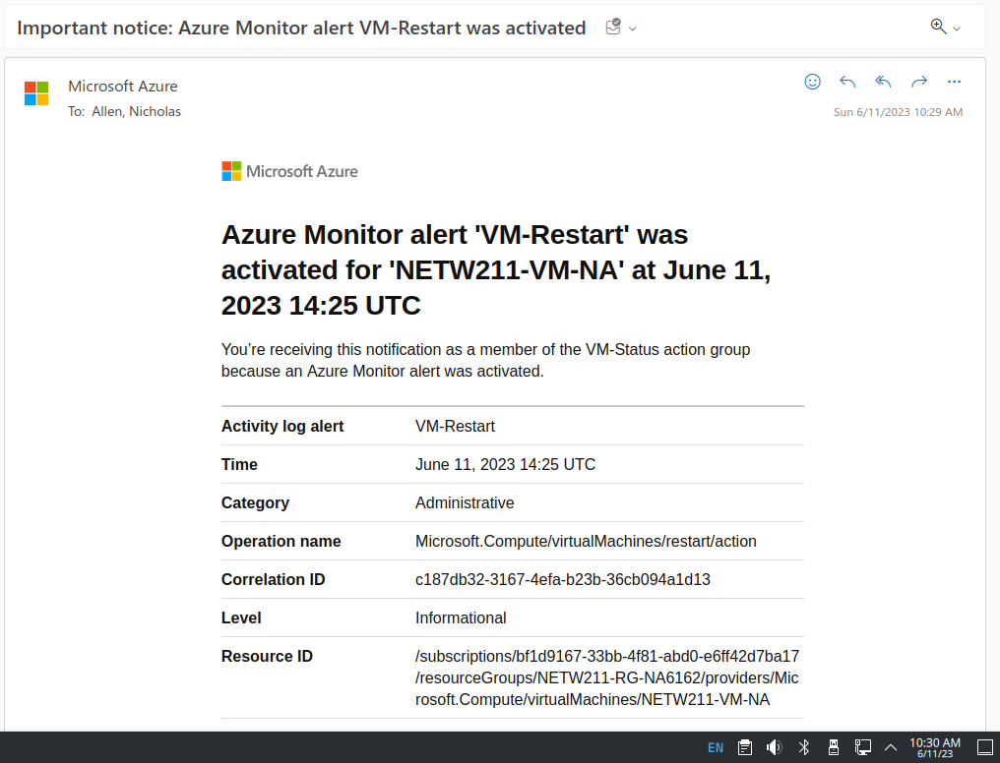 Important notice: Azure Monitor alert VM-Restart was activated
Microsoft Azure
To: Allen, Nicholas
Sun 6/11/2023 10:29 AM
Microsoft Azure
Azure Monitor alert 'VM-Restart' was
activated for 'NETW211-VM-NA' at June 11,
2023 14:25 UTC
You’re receiving this notification as a member of the VM-Status action group
because an Azure Monitor alert was activated.
Activity log alert VM-Restart
Time June 11, 2023 14:25 UTC
Category Administrative
Operation name Microsoft.Compute/virtualMachines/restart/action
Correlation ID c187db32-3167-4efa-b23b-36cb094a1d13
Level Informational
Resource ID /subscriptions/bf1d9167-33bb-4f81-abd0-e6ff42d7ba17
/resourceGroups/NETW211-RG-NA6162/providers/Mic
rosoft.Compute/virtualMachines/NETW211-VM-NA
EN 10:30 AM
6/11/23